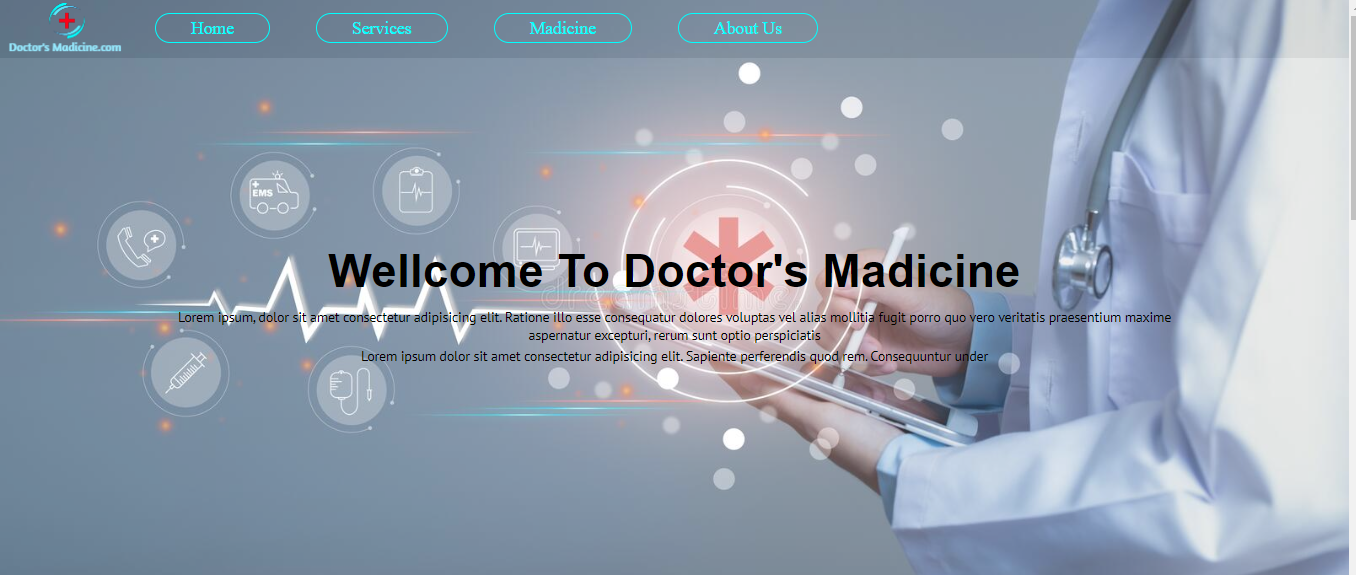 Doctor's Madicine.com
Home
Services
Madicine
About Us
EMS
Wellcome To Doctor's Madicine
Lorem ipsum, dolor sit amet consectetur adipisicing elit. Ratione illo esse consequatur dolores voluptas vel alias mollitia fugit porro quo vero veritatis praesentium maxime
aspernatur excepturi, rerum sunt optio perspiciatis
Lorem ipsum dolor sit amet consectetur adipisicing elit. Sapiente perferendis quod rem. Consequuntur under